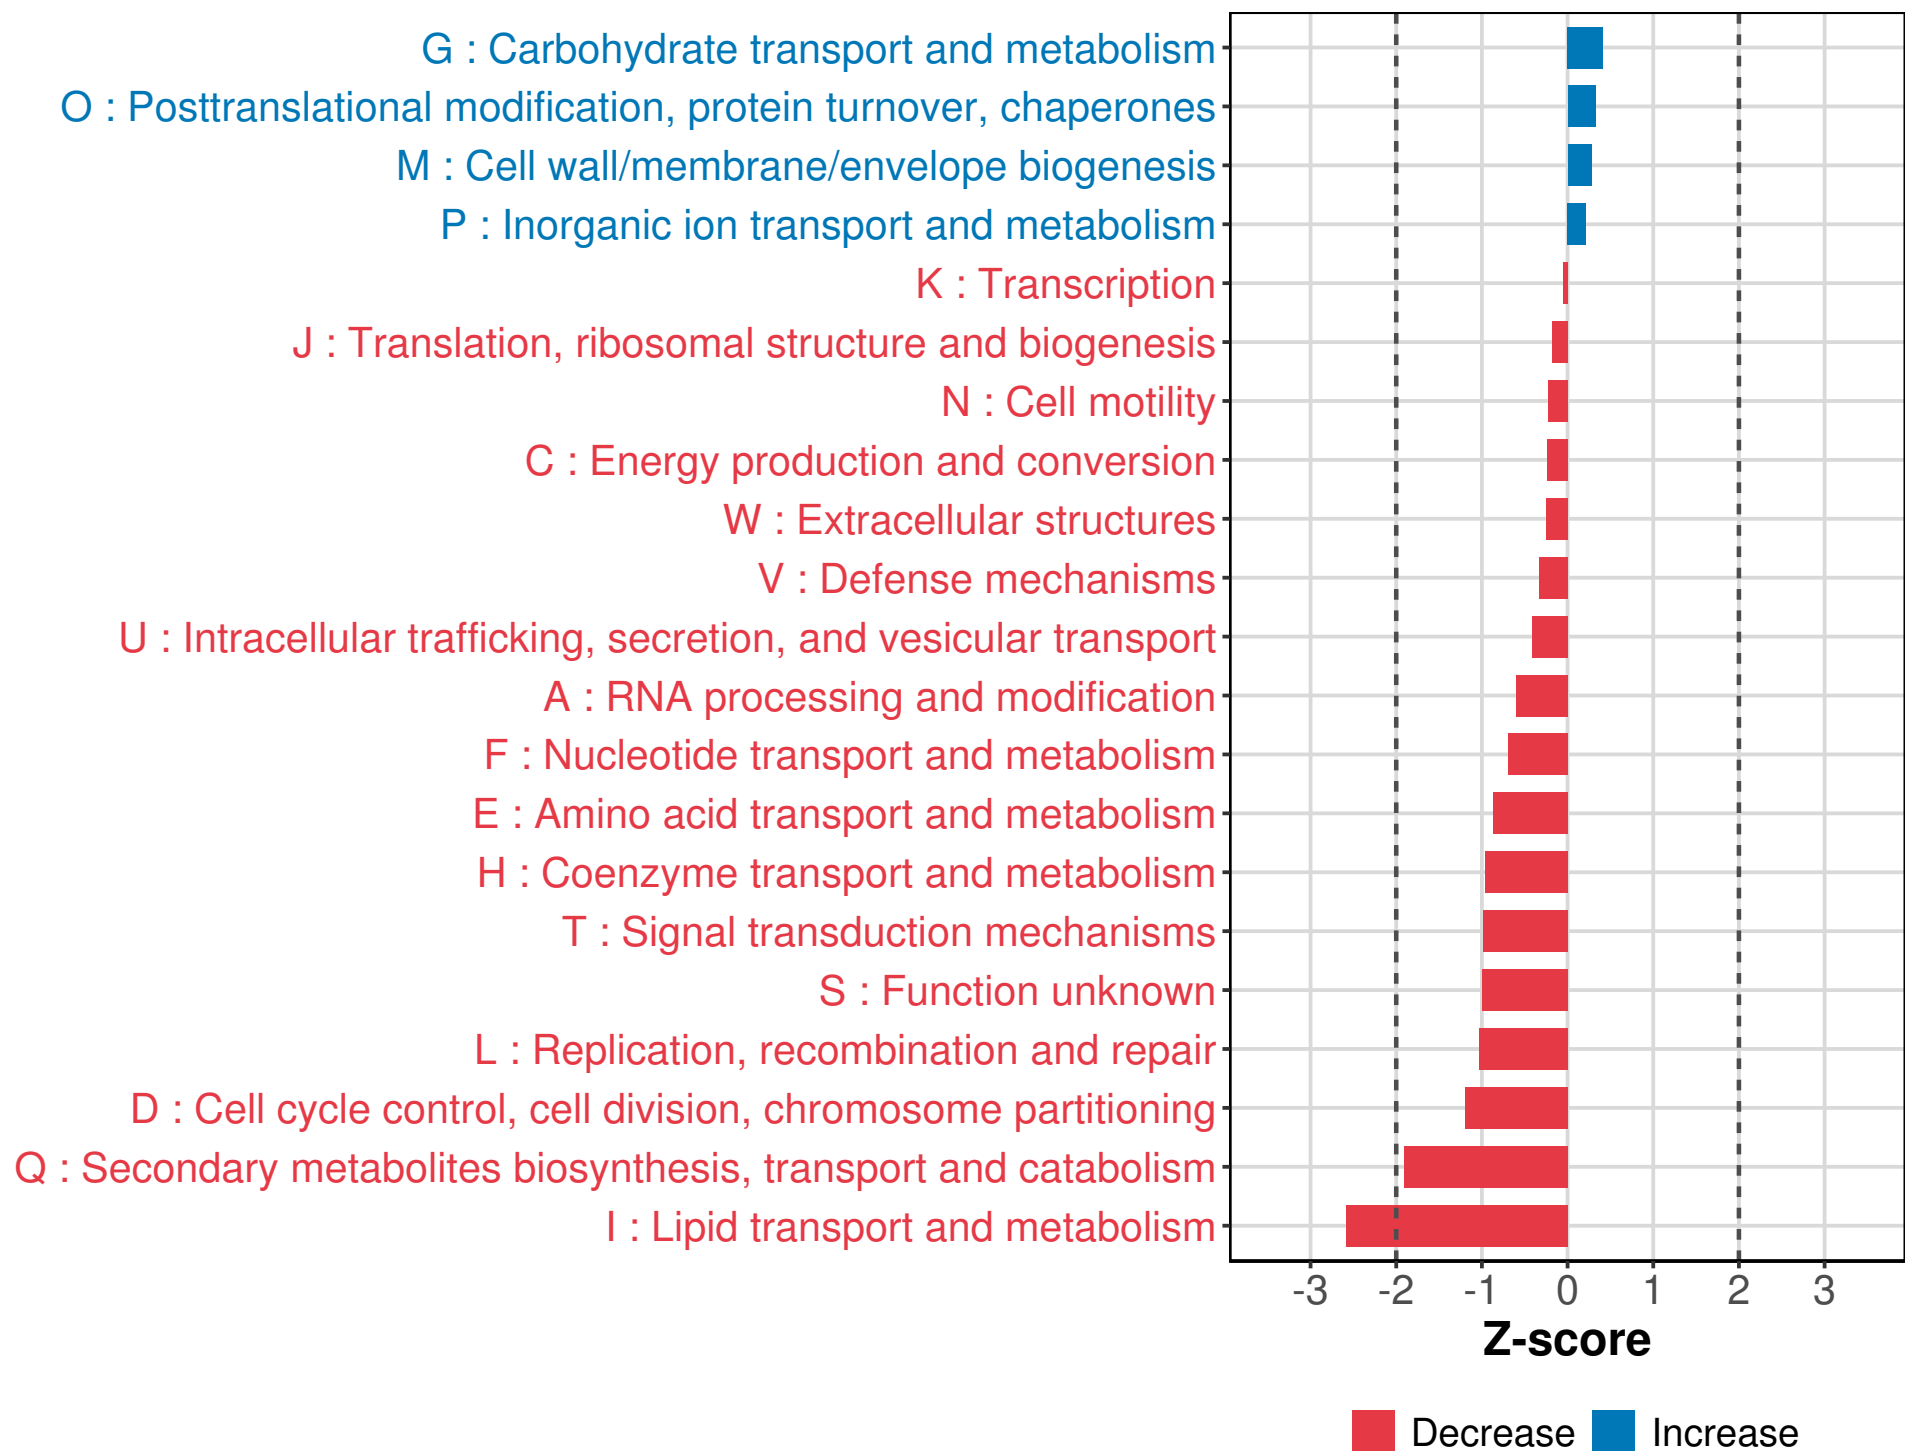 G : Carbohydrate transport and metabolism
O : Posttranslational modification, protein turnover, chaperones
M : Cell wall/membrane/envelope biogenesis
P : Inorganic ion transport and metabolism
K : Transcription
J : Translation, ribosomal structure and biogenesis
N : Cell motility
C : Energy production and conversion
W : Extracellular structures
V : Defense mechanisms
U : Intracellular trafficking, secretion, and vesicular transport
A : RNA processing and modification
F : Nucleotide transport and metabolism
E : Amino acid transport and metabolism
H : Coenzyme transport and metabolism
T : Signal transduction mechanisms
S : Function unknown
L : Replication, recombination and repair
D : Cell cycle control, cell division, chromosome partitioning
Q : Secondary metabolites biosynthesis, transport and catabolism
I : Lipid transport and metabolism
-3 -2 -1 0 1 2 3
Z-score
Decrease Increase